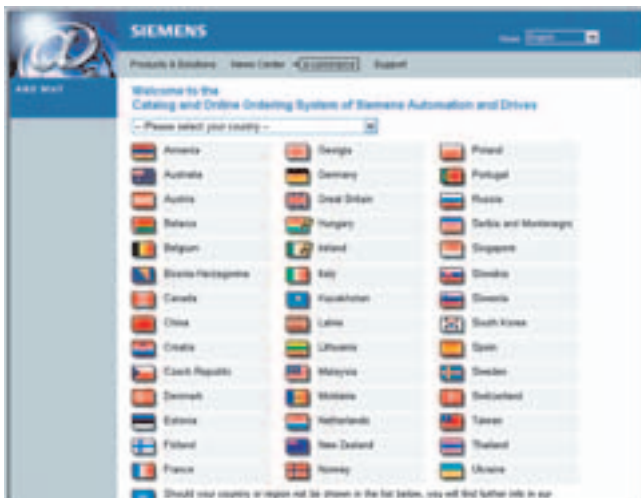 SIEMENS
Products & Solutions News Center e-commerce Support
Welcome to the
Catalog and Online Ordering System of Siemens Automation and Drives
-- Please select your country --
Armenia Georgia Poland
Australia Germany Portugal
Austria Great Britain Russia
Belarus Hungary Serbia and Montenegro
Belgium Ireland Singapore
Bosnia-Herzegovina Italy Slovakia
Canada Kazakhstan Slovenia
China Latvia South Korea
Croatia Lithuania Spain
Czech Republic Malaysia Sweden
Denmark Moldavia Switzerland
Estonia Netherlands Taiwan
Finland New Zealand Thailand
France Norway Ukraine
Should your country or region not be shown in the list below, you will find further info in our